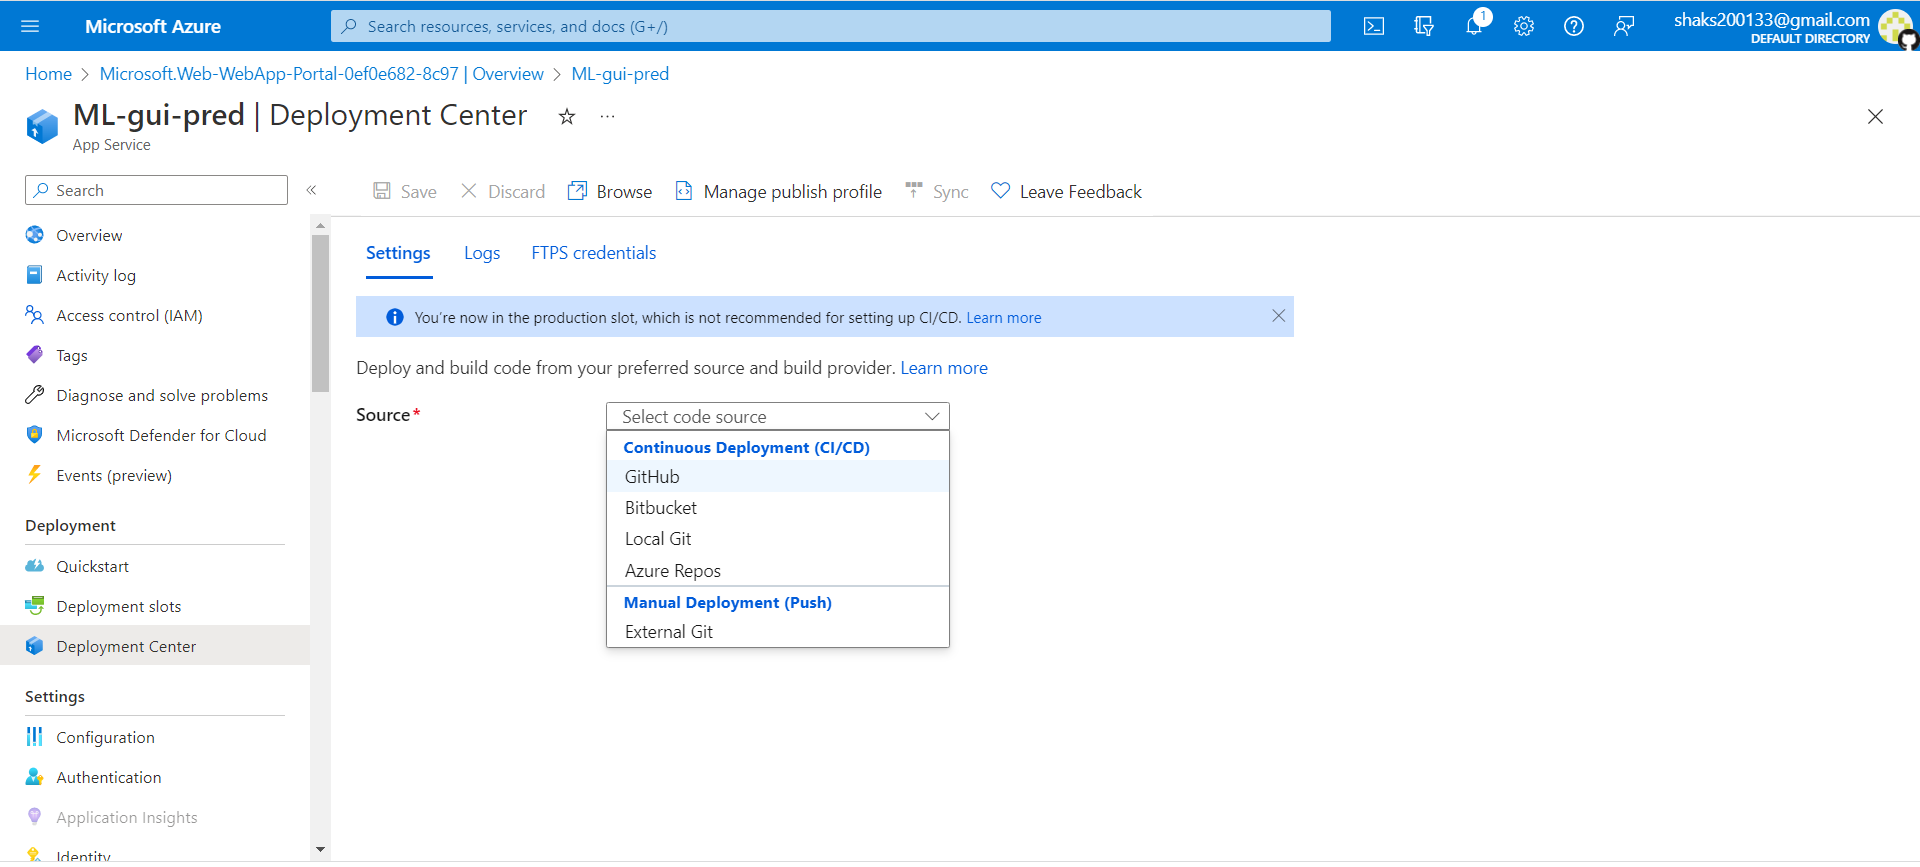 Microsoft Azure
Search resources, services, and docs (G+/)
1
shaks200133@gmail.com
DEFAULT DIRECTORY
Home > Microsoft.Web-WebApp-Portal-0ef0e682-8c97 | Overview > ML-gui-pred
ML-gui-pred | Deployment Center
App Service
Search
Save
Discard
Browse
Manage publish profile
Sync
Leave Feedback
Overview
Activity log
Access control (IAM)
Tags
Diagnose and solve problems
Microsoft Defender for Cloud
Events (preview)
Deployment
Quickstart
Deployment slots
Deployment Center
Settings
Configuration
Authentication
Application Insights
Identity
Settings
Logs
FTPS credentials
You're now in the production slot, which is not recommended for setting up CI/CD. Learn more
Deploy and build code from your preferred source and build provider. Learn more
Source*
Select code source
Continuous Deployment (CI/CD)
GitHub
Bitbucket
Local Git
Azure Repos
Manual Deployment (Push)
External Git